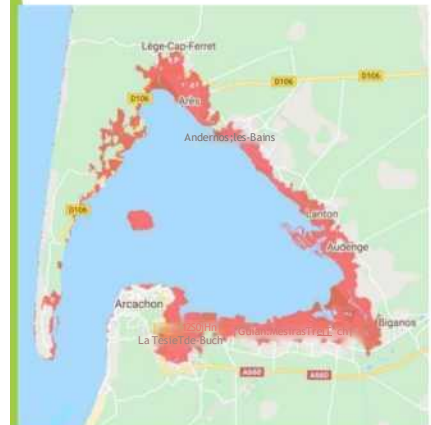 Lège-Cap-Ferret
D106
D106
D106
Arès
Andernos-les-Bains
Lanton
D106
Audenge
Arcachon
Biganos
La Teste-de-Buch
A660
A660